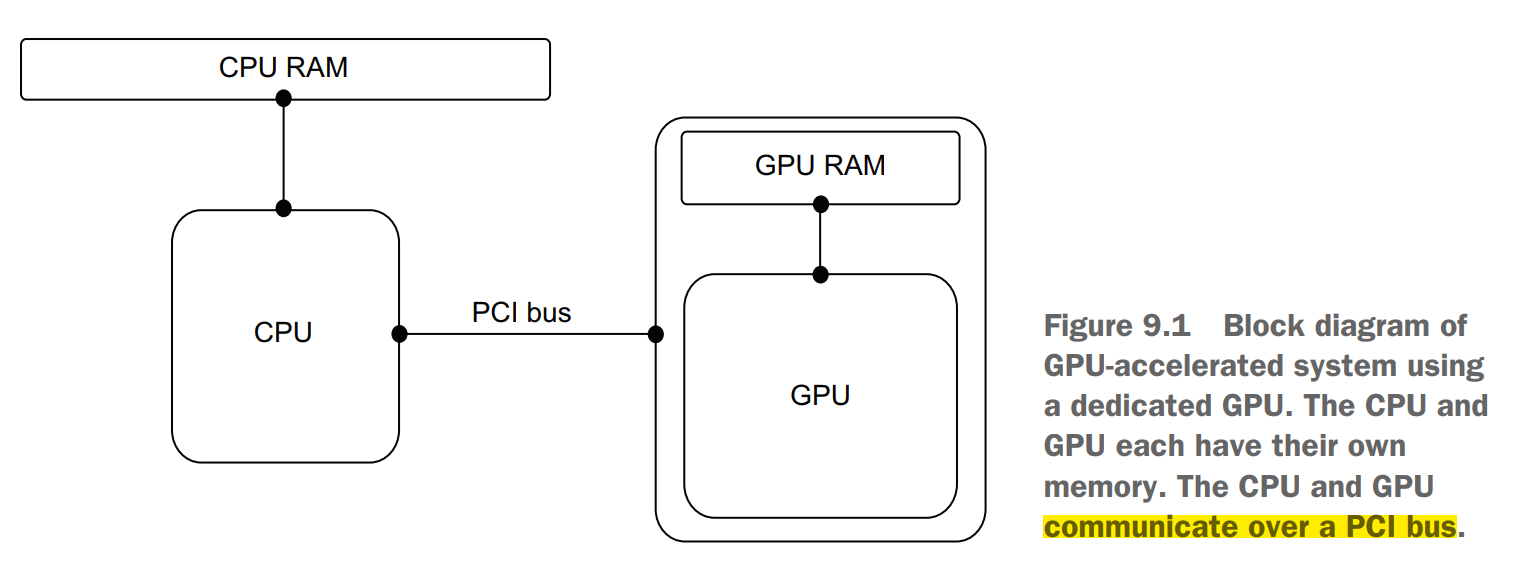 CPU RAM
GPU RAM
PCI bus
CPU
GPU
Figure 9.1 Block diagram of
GPU-accelerated system using
a dedicated GPU. The CPU and
GPU each have their own
memory. The CPU and GPU
communicate over a PCI bus.